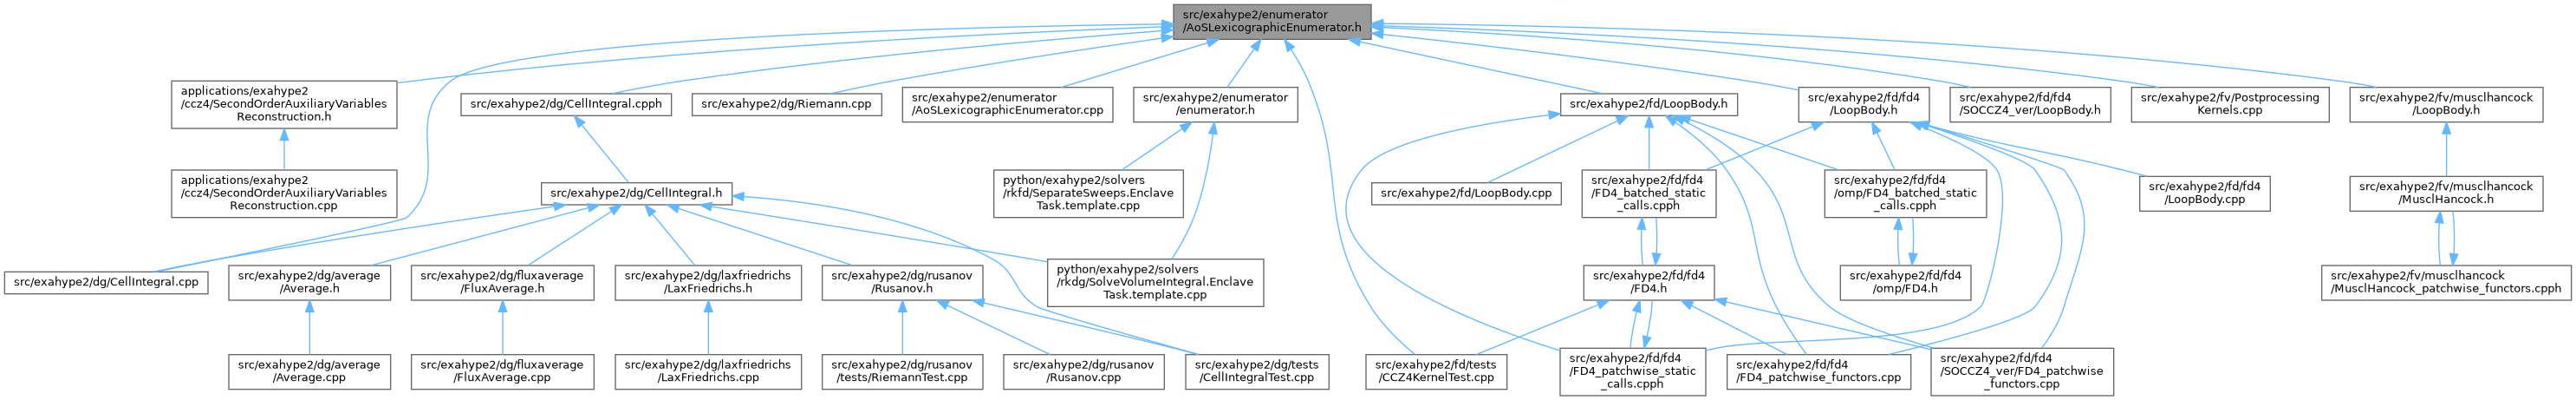 src/exahype2/enumerator
/AoSLexicographicEnumerator.h
applications/exahype2
/ccz4/SecondOrderAuxiliaryVariables
Reconstruction.h
src/exahype2/dg/CellIntegral.cpph
src/exahype2/dg/Riemann.cpp
src/exahype2/enumerator
/AoSLexicographicEnumerator.cpp
src/exahype2/enumerator
/enumerator.h
src/exahype2/fd/LoopBody.h
src/exahype2/fd/fd4
/LoopBody.h
src/exahype2/fd/fd4
/SOCCZ4_ver/LoopBody.h
src/exahype2/fv/Postprocessing
Kernels.cpp
src/exahype2/fv/musclhancock
/LoopBody.h
applications/exahype2
/ccz4/SecondOrderAuxiliaryVariables
Reconstruction.cpp
src/exahype2/dg/CellIntegral.h
python/exahype2/solvers
/rkfd/SeparateSweeps.Enclave
Task.template.cpp
src/exahype2/fd/LoopBody.cpp
src/exahype2/fd/fd4
/FD4_batched_static
_calls.cpph
src/exahype2/fd/fd4
/omp/FD4_batched_static
_calls.cpph
src/exahype2/fd/fd4
/LoopBody.cpp
src/exahype2/fv/musclhancock
/MusclHancock.h
src/exahype2/dg/CellIntegral.cpp
src/exahype2/dg/average
/Average.h
src/exahype2/dg/fluxaverage
/FluxAverage.h
src/exahype2/dg/laxfriedrichs
/LaxFriedrichs.h
src/exahype2/dg/rusanov
/Rusanov.h
python/exahype2/solvers
/rkdg/SolveVolumeIntegral.Enclave
Task.template.cpp
src/exahype2/fd/fd4
/FD4.h
src/exahype2/fd/fd4
/omp/FD4.h
src/exahype2/fv/musclhancock
/MusclHancock_patchwise_functors.cpph
src/exahype2/dg/average
/Average.cpp
src/exahype2/dg/fluxaverage
/FluxAverage.cpp
src/exahype2/dg/laxfriedrichs
/LaxFriedrichs.cpp
src/exahype2/dg/rusanov
/tests/RiemannTest.cpp
src/exahype2/dg/rusanov
/Rusanov.cpp
src/exahype2/dg/tests
/CellIntegralTest.cpp
src/exahype2/fd/tests
/CCZ4KernelTest.cpp
src/exahype2/fd/fd4
/FD4_patchwise_static
_calls.cpph
src/exahype2/fd/fd4
/FD4_patchwise_functors.cpp
src/exahype2/fd/fd4
/SOCCZ4_ver/FD4_patchwise
_functors.cpp